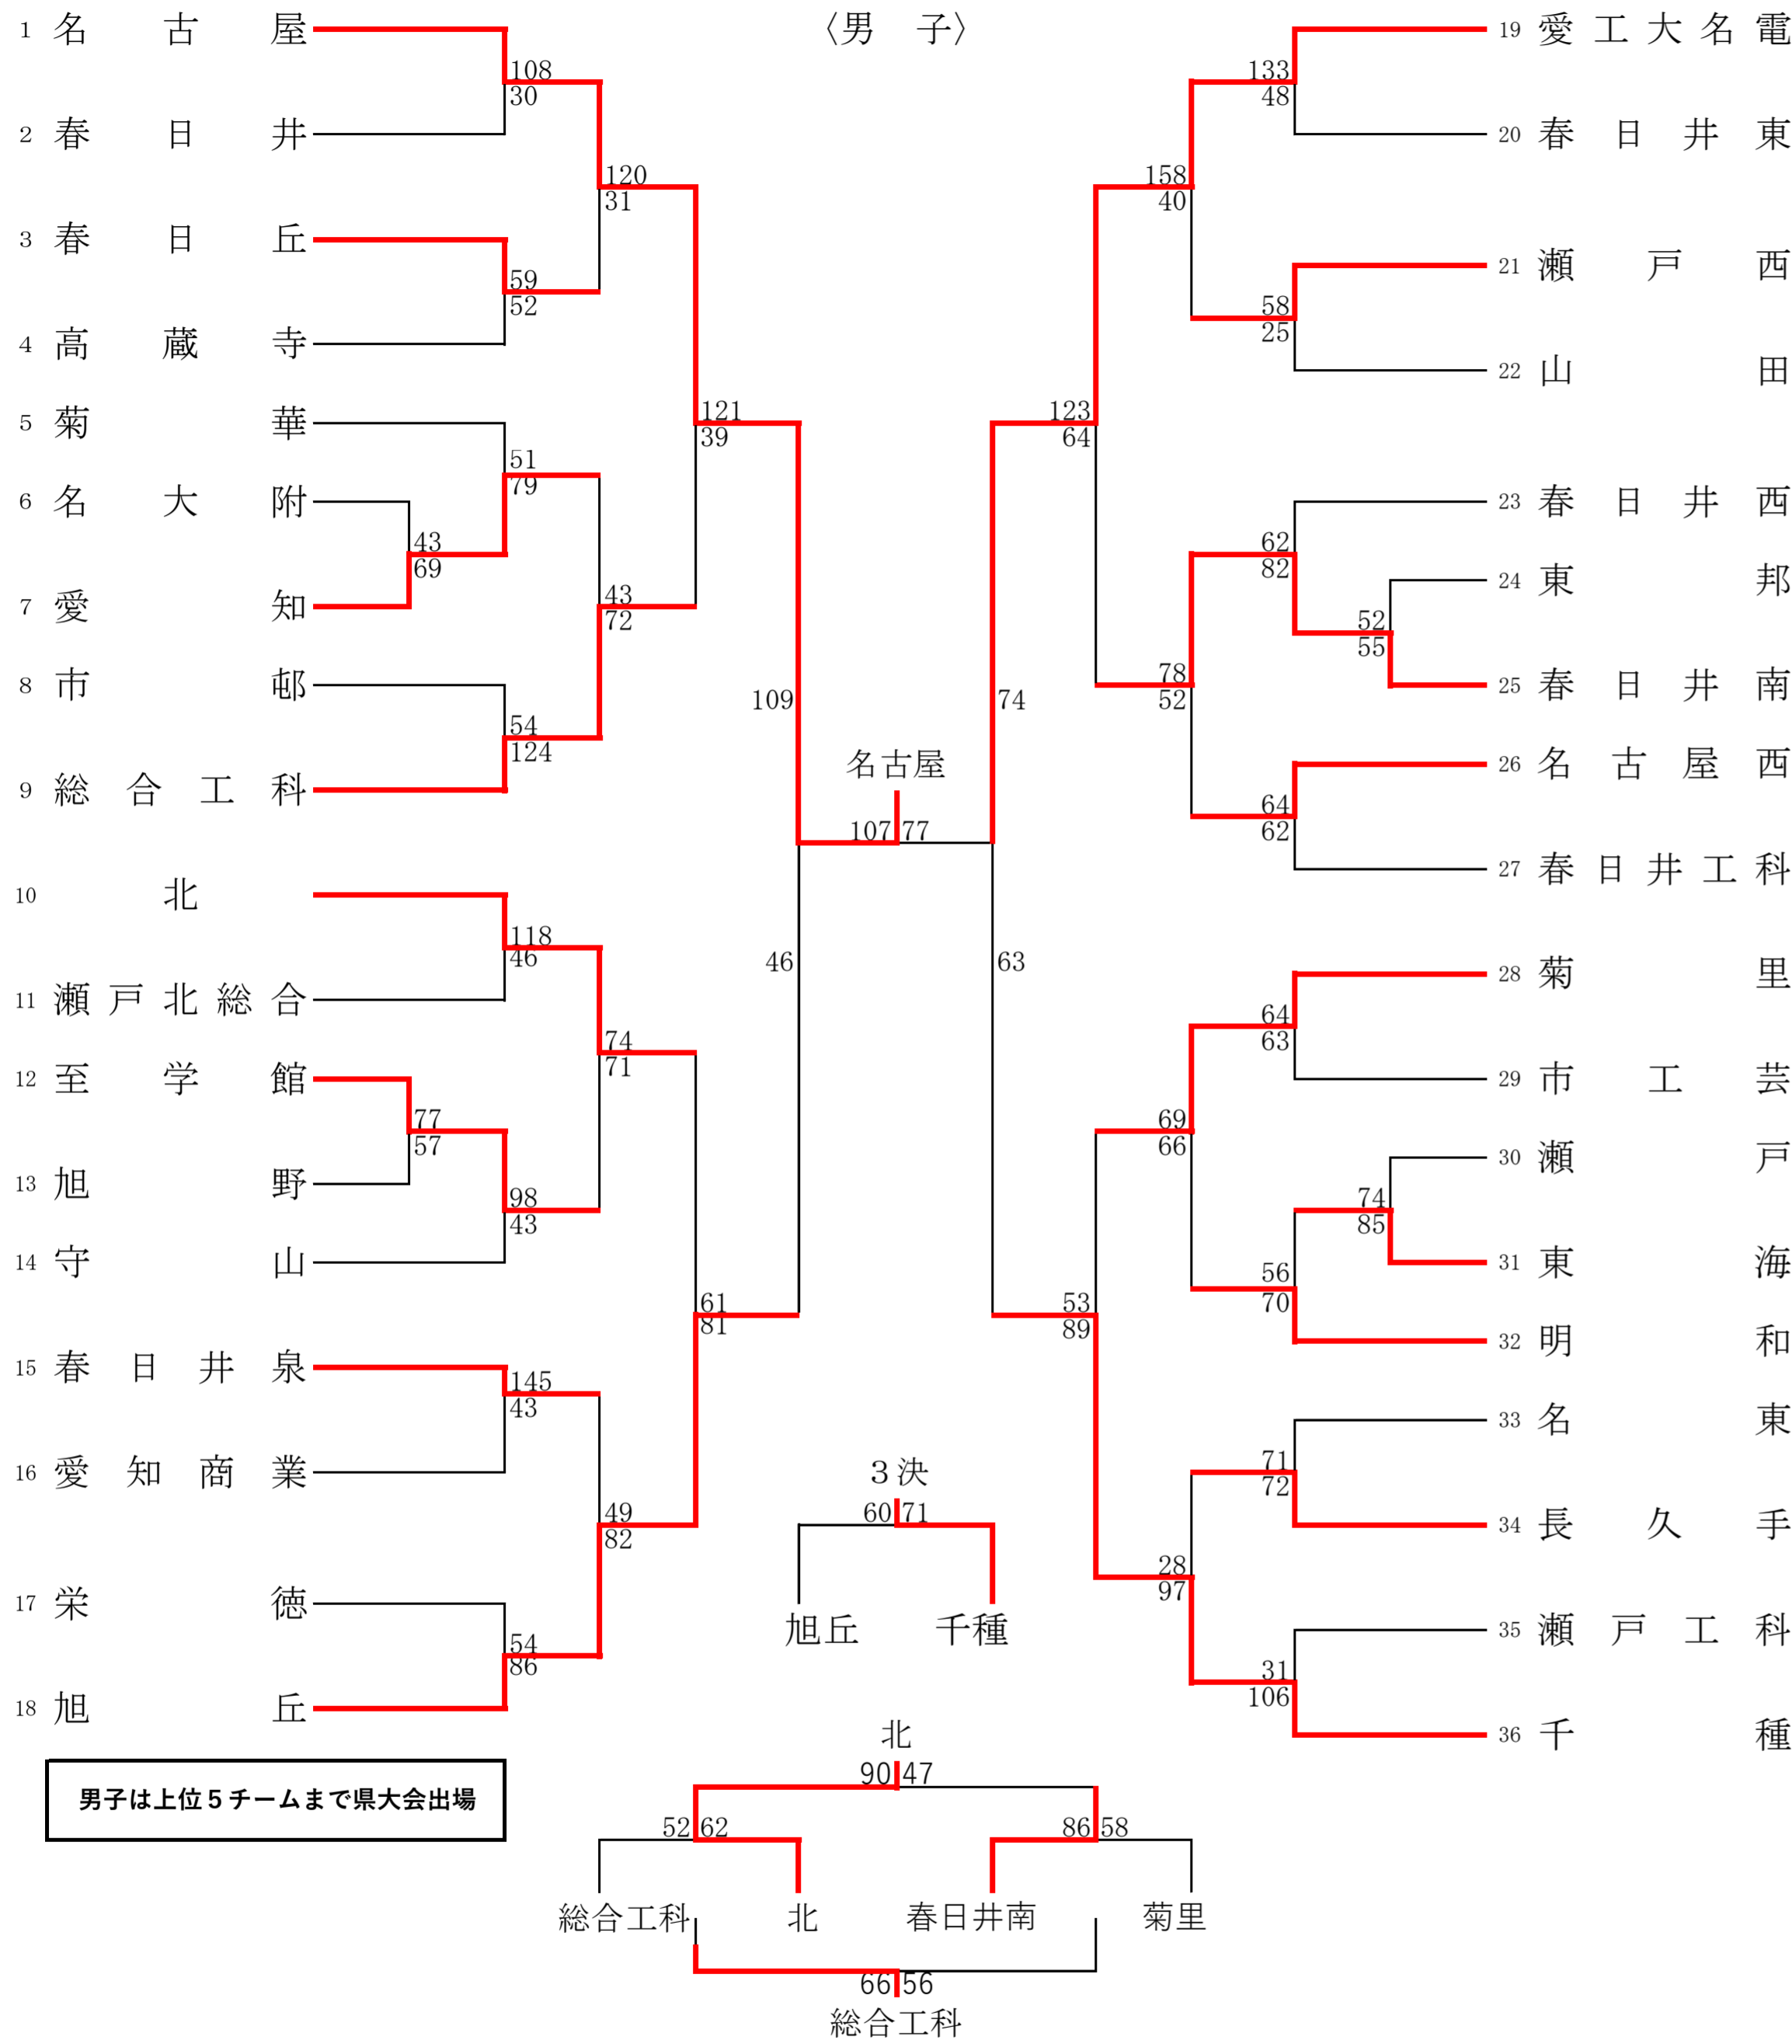 〈男 子〉
1 名古屋
108
30
2 春日井
120
31
3 春日丘
59
52
4 高蔵寺
121
39
5 菊華
51
79
6 名大附
43
69
7 愛知
43
72
8 市邨
54
124
9 総合工科
109
10 北
118
46
11 瀬戸北総合
74
71
12 至学館
77
57
13 旭野
98
43
14 守山
46
61
81
15 春日井泉
145
43
16 愛知商業
49
82
17 栄徳
54
86
18 旭丘
名古屋
107 77
19 愛工大名電
133
48
20 春日井東
158
40
21 瀬戸西
58
25
22 山田
123
64
23 春日井西
62
82
24 東邦
52
55
25 春日井南
78
52
26 名古屋西
64
62
27 春日井工科
74
28 菊里
64
63
29 市工芸
69
66
30 瀬戸
74
85
31 東海
56
70
32 明和
63
53
89
33 名東
71
72
34 長久手
28
97
35 瀬戸工科
31
106
36 千種
3決
60 71
旭丘 千種
男子は上位5チームまで県大会出場
北
90 47
52 62
86 58
総合工科 北 春日井南 菊里
66 56
総合工科